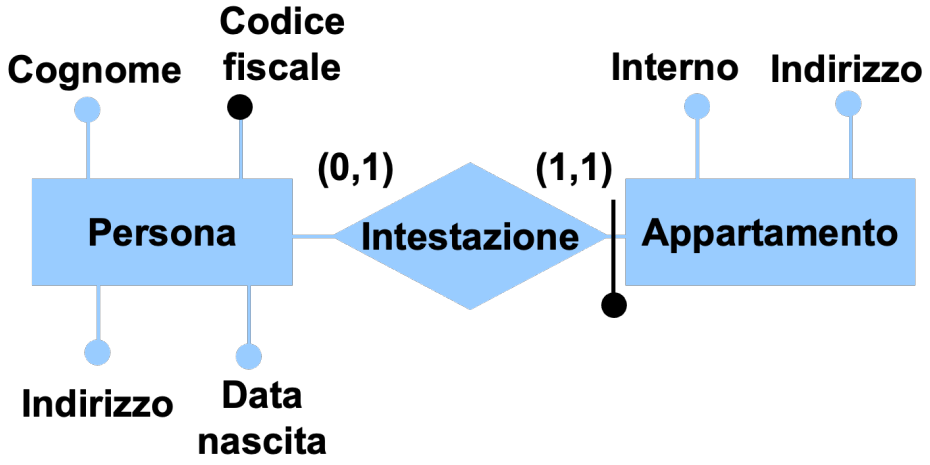 Codice
fiscale
Cognome
Interno
Indirizzo
(0,1)
(1,1)
Persona
Intestazione
Appartamento
Indirizzo
Data
nascita